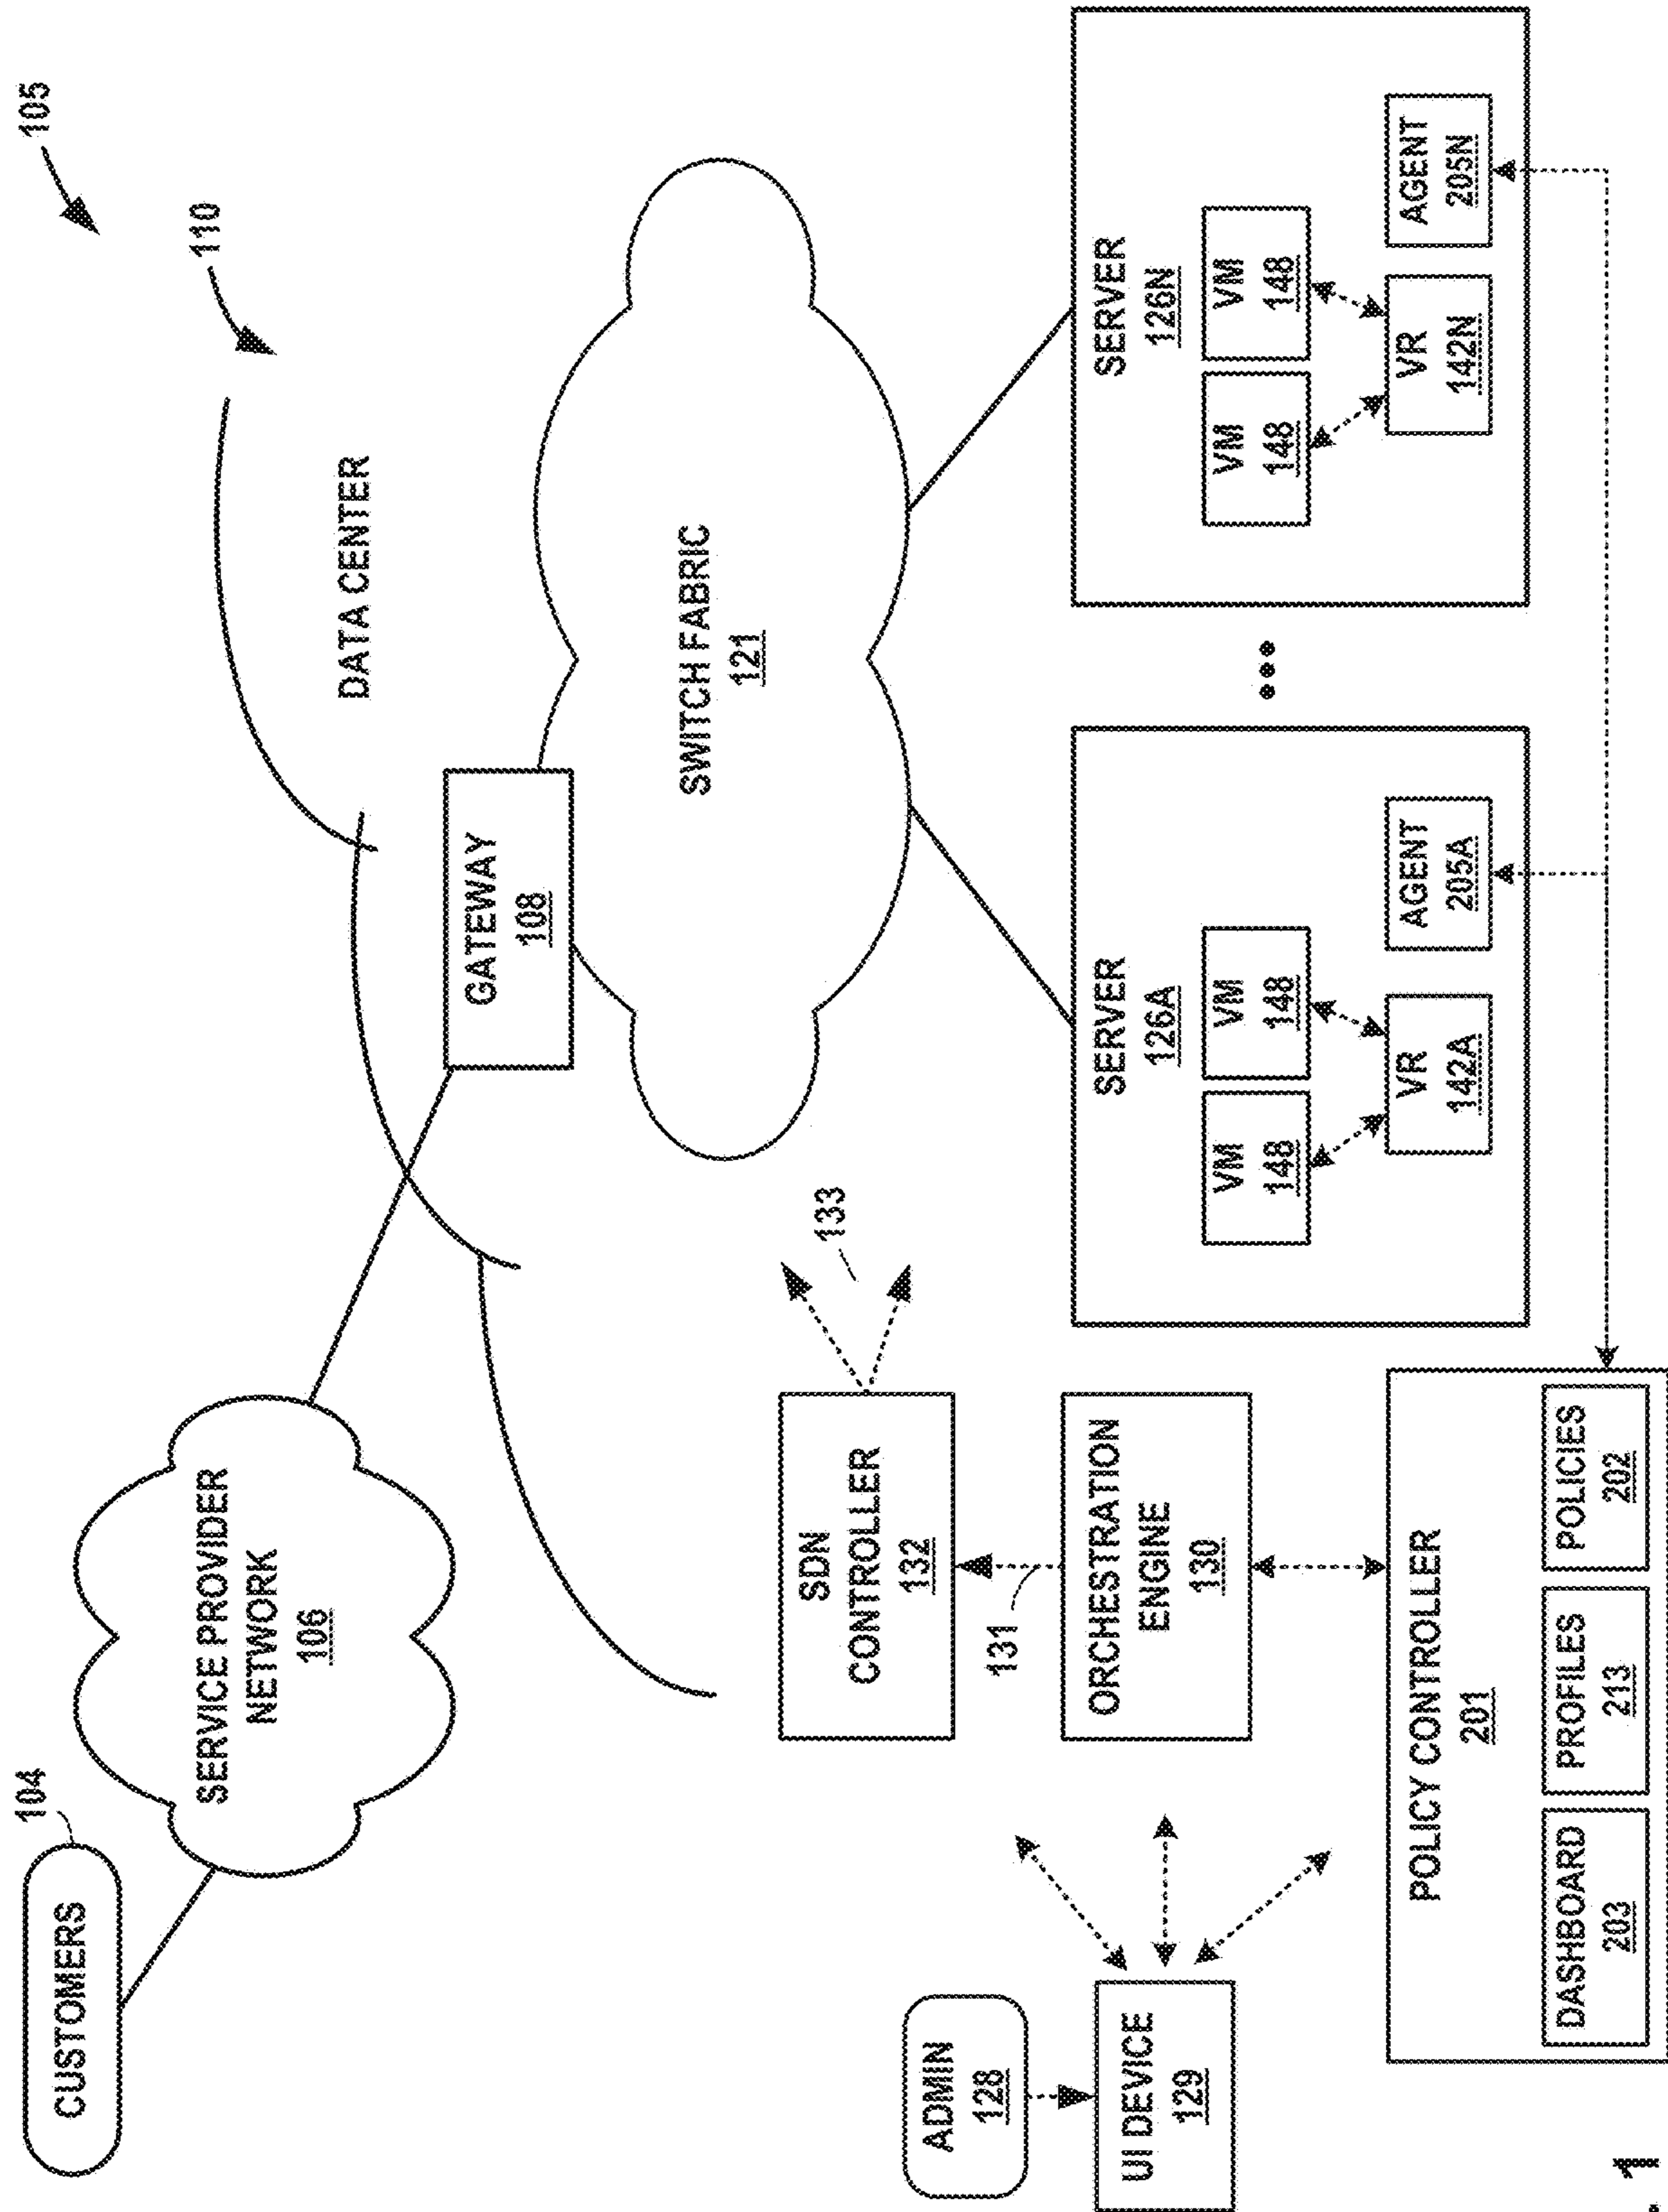 105
110
104
CUSTOMERS
SERVICE PROVIDER
NETWORK
106
DATA CENTER
GATEWAY
108
SWITCH FABRIC
121
133
SDN
CONTROLLER
132
131
ORCHESTRATION
ENGINE
130
ADMIN
128
UI DEVICE
129
SERVER
126A
VM
148
VM
148
VR
142A
AGENT
205A
SERVER
126N
VM
148
VM
148
VR
142N
AGENT
205N
POLICY CONTROLLER
201
DASHBOARD
203
PROFILES
213
POLICIES
202
1